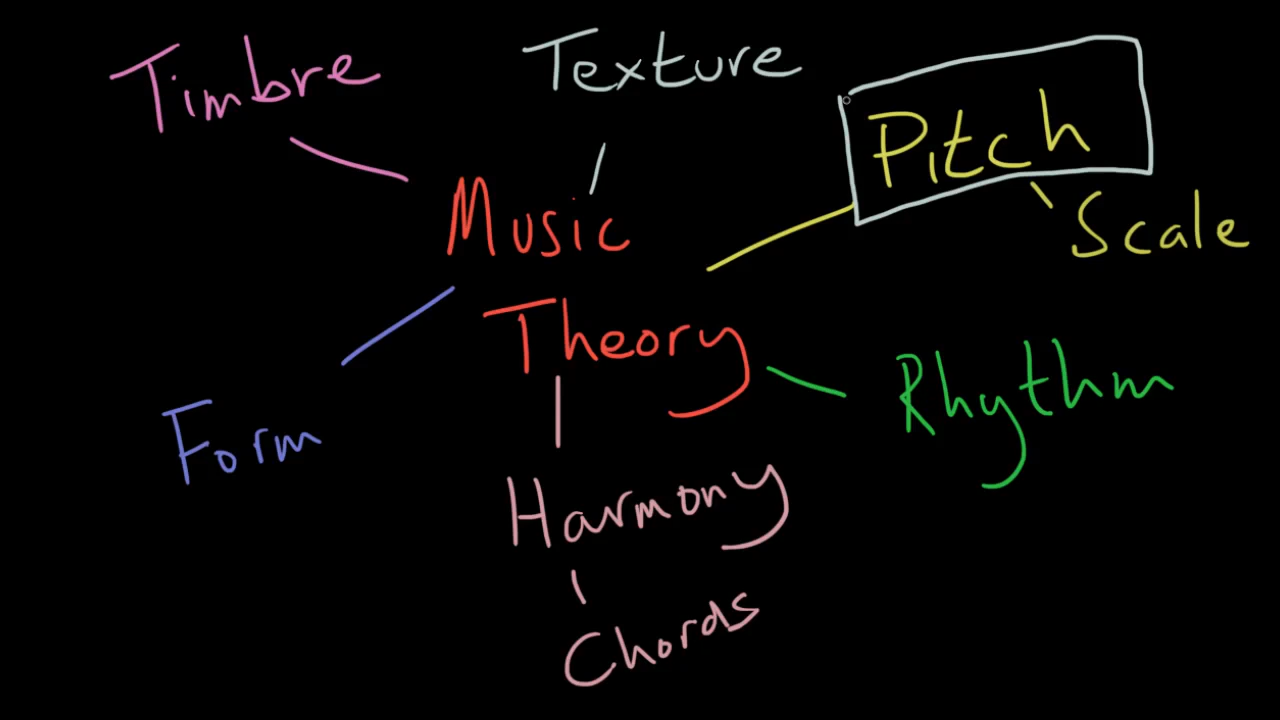 Timbre
Texture
Pitch
Scale
Music
Theory
Rhythm
Form
Harmony
Chords